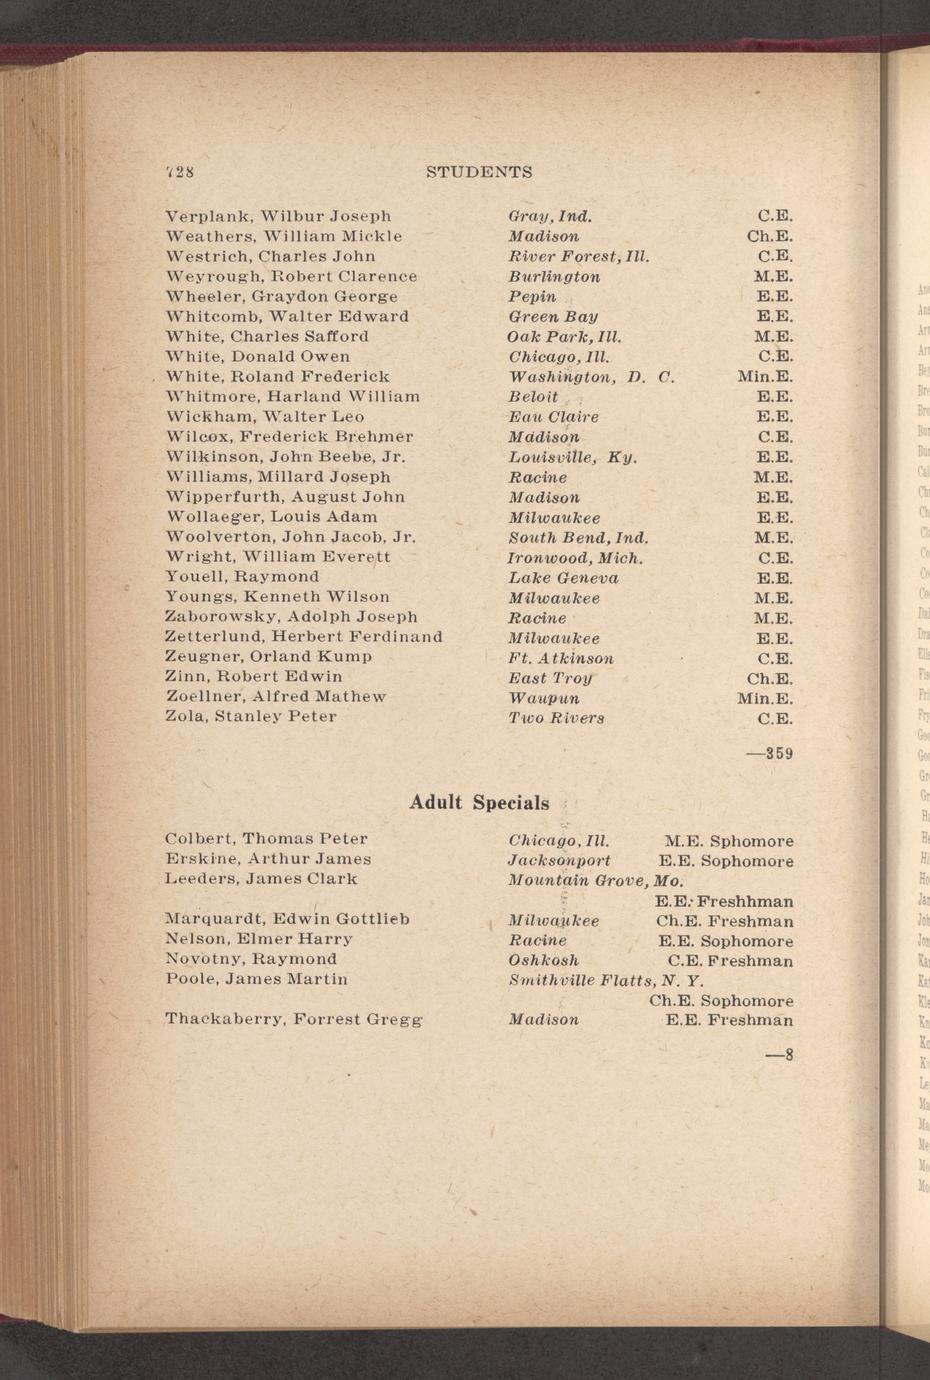 728 STUDENTS
Verplank, Wilbur Joseph Gray, Ind. C.E.
Weathers, William Mickle Madison Ch.E.
Westrich, Charles John River Forest, Ill. C.E.
Weyrough, Robert Clarence Burlington M.E.
Wheeler, Graydon George Pepin E.E.
Whitcomb, Walter Edward Green Bay E.E.
White, Charles Safford Oak Park, Ill. M.E.
White, Donald Owen Chicago, Ill. C.E.
White, Roland Frederick Washington, D. C. Min.E.
Whitmore, Harland William Beloit E.E.
Wickham, Walter Leo Eau Claire E.E.
Wilcox, Frederick Brehmer Madison C.E.
Wilkinson, John Beebe, Jr. Louisville, Ky. E.E.
Williams, Millard Joseph Racine M.E.
Wipperfurth, August John Madison E.E.
Wollaeger, Louis Adam Milwaukee E.E.
Woolverton, John Jacob, Jr. South Bend, Ind. M.E.
Wright, William Everett Ironwood, Mich. C.E.
Youell, Raymond Lake Geneva E.E.
Youngs, Kenneth Wilson Milwaukee M.E.
Zaborowsky, Adolph Joseph Racine M.E.
Zetterlund, Herbert Ferdinand Milwaukee E.E.
Zeugner, Orland Kump Ft. Atkinson C.E.
Zinn, Robert Edwin East Troy Ch.E.
Zoellner, Alfred Mathew Waupun Min.E.
Zola, Stanley Peter Two Rivers C.E.
—359
Adult Specials
Colbert, Thomas Peter Chicago, Ill. M.E. Sphomore
Erskine, Arthur James Jacksonport E.E. Sophomore
Leeders, James Clark Mountain Grove, Mo.
E.E. Freshhman
Marquardt, Edwin Gottlieb Milwaukee Ch.E. Freshman
Nelson, Elmer Harry Racine E.E. Sophomore
Novotny, Raymond Oshkosh C.E. Freshman
Poole, James Martin Smithville Flatts, N. Y.
Ch.E. Sophomore
Thackaberry, Forrest Gregg Madison E.E. Freshman
—8